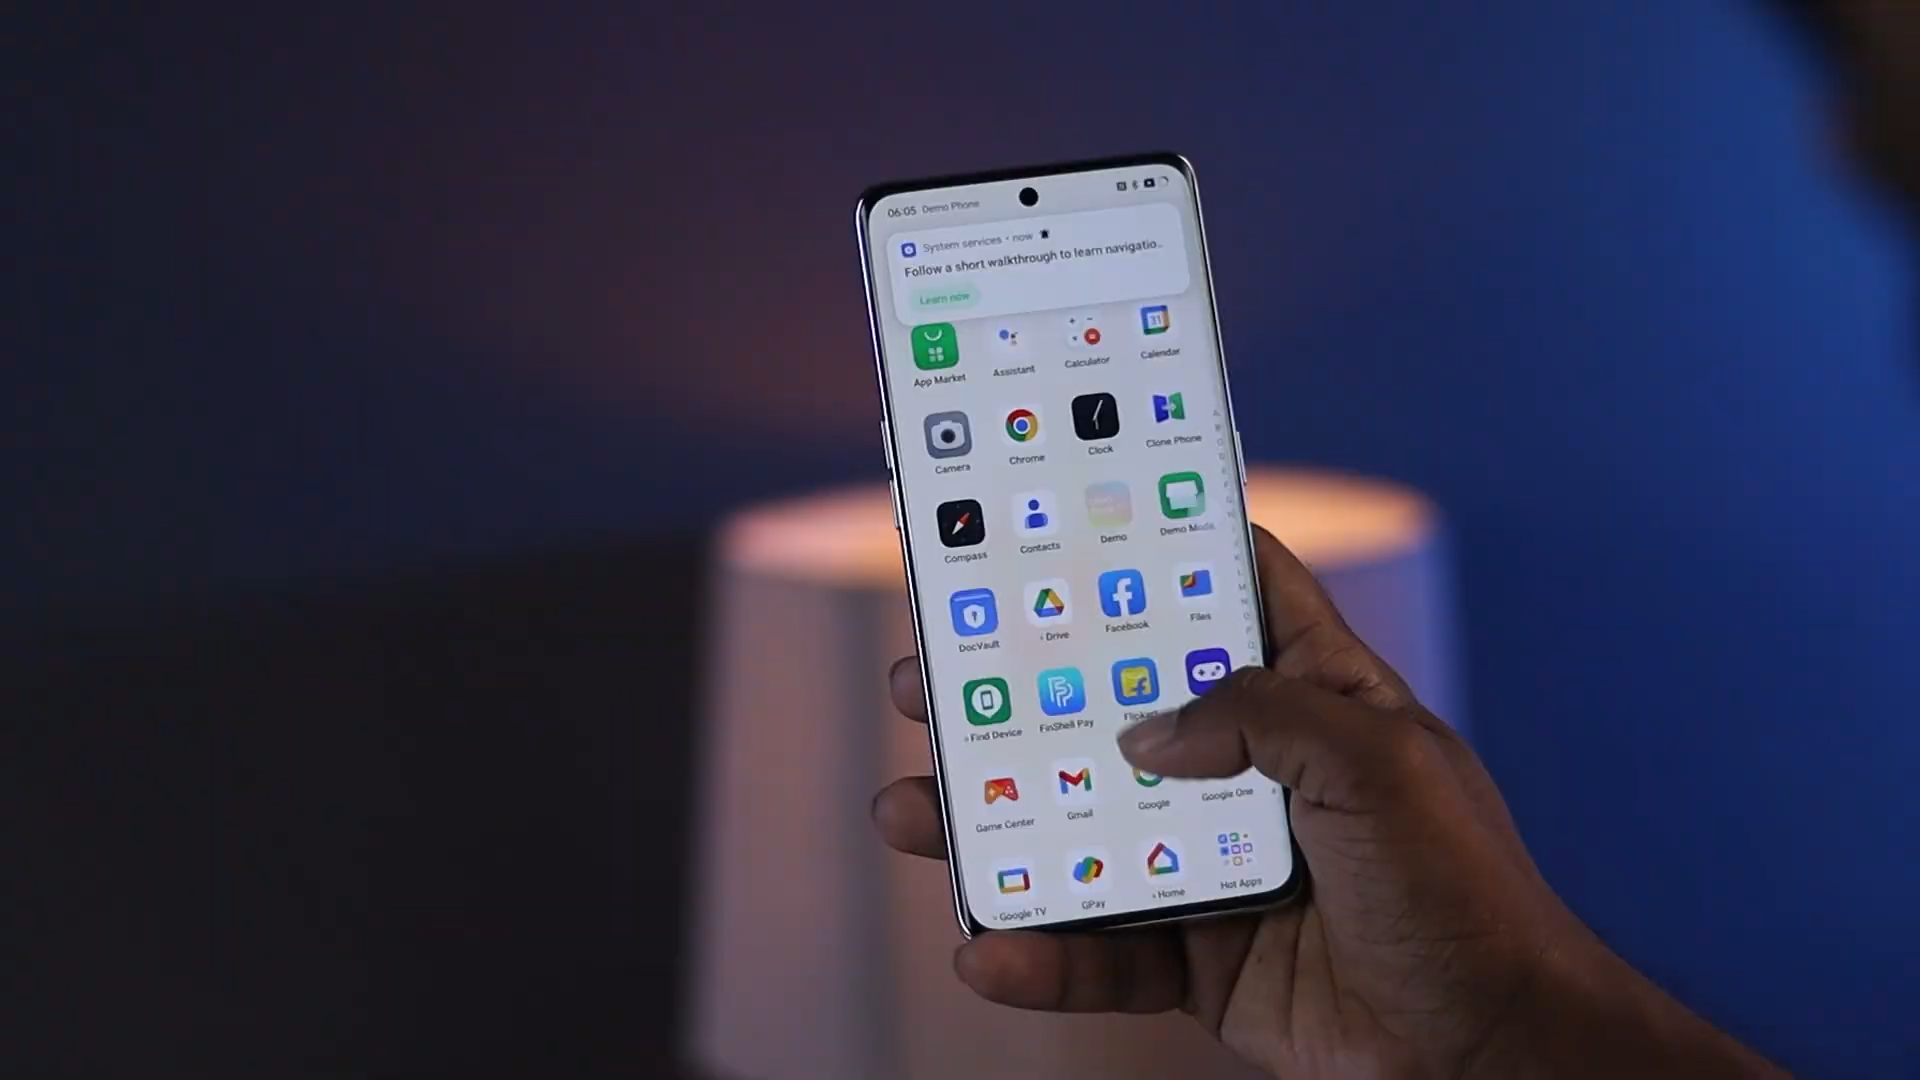 06:05 Demo Phone
System services • now
Follow a short walkthrough to learn navigatio...
Learn now
App Market
Assistant
Calculator
31
Calendar
Camera
Chrome
Clock
Clone Phone
Compass
Contacts
Demo
Demo Mode
DocVault
Drive
Facebook
Files
Find Device
FinShell Pay
Flipkart
Game Center
Gmail
Google
Google One
Google TV
GPay
Home
Hot Apps